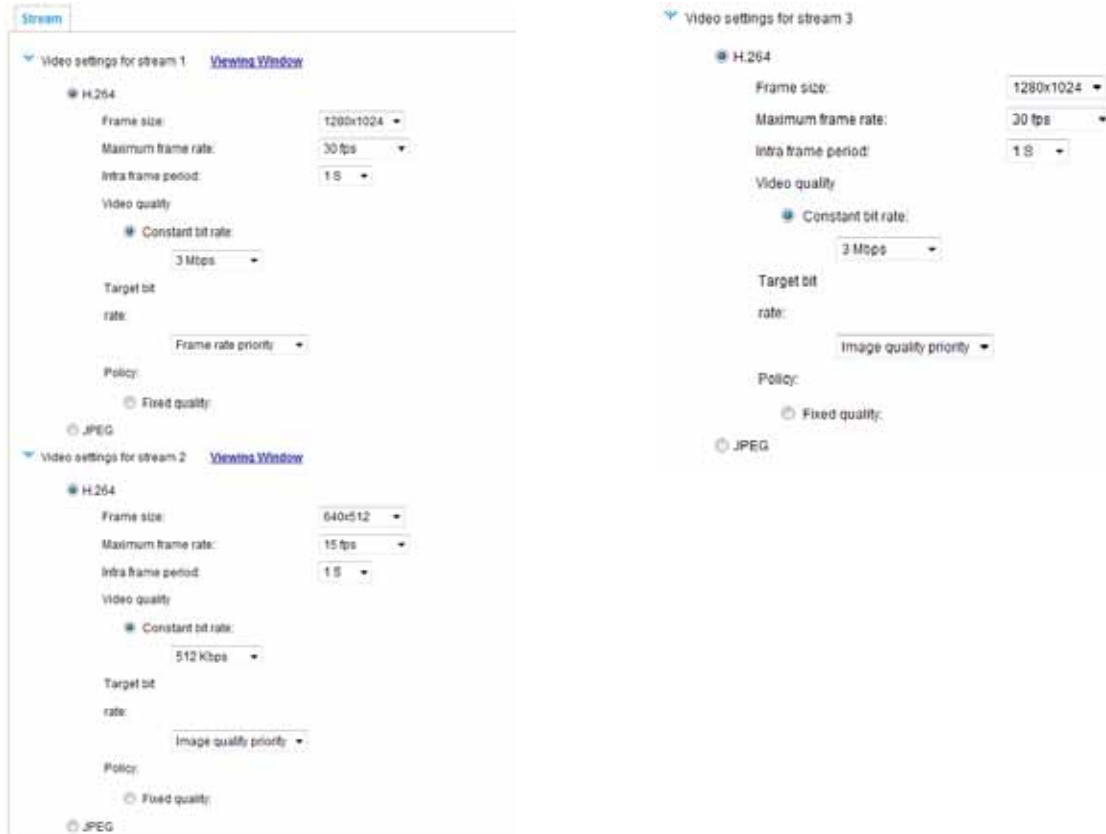 Stream
Video settings for stream 1 Viewing Window
H.264
Frame size: 1280x1024
Maximum frame rate: 30 fps
Intra frame period: 1 S
Video quality
Constant bit rate:
3 Mbps
Target bit
rate:
Frame rate priority
Policy:
Fixed quality:
JPEG
Video settings for stream 2 Viewing Window
H.264
Frame size: 640x512
Maximum frame rate: 15 fps
Intra frame period: 1 S
Video quality
Constant bit rate:
512 Kbps
Target bit
rate:
Image quality priority
Policy:
Fixed quality:
JPEG
Video settings for stream 3
H.264
Frame size: 1280x1024
Maximum frame rate: 30 fps
Intra frame period: 1 S
Video quality
Constant bit rate:
3 Mbps
Target bit
rate:
Image quality priority
Policy:
Fixed quality:
JPEG